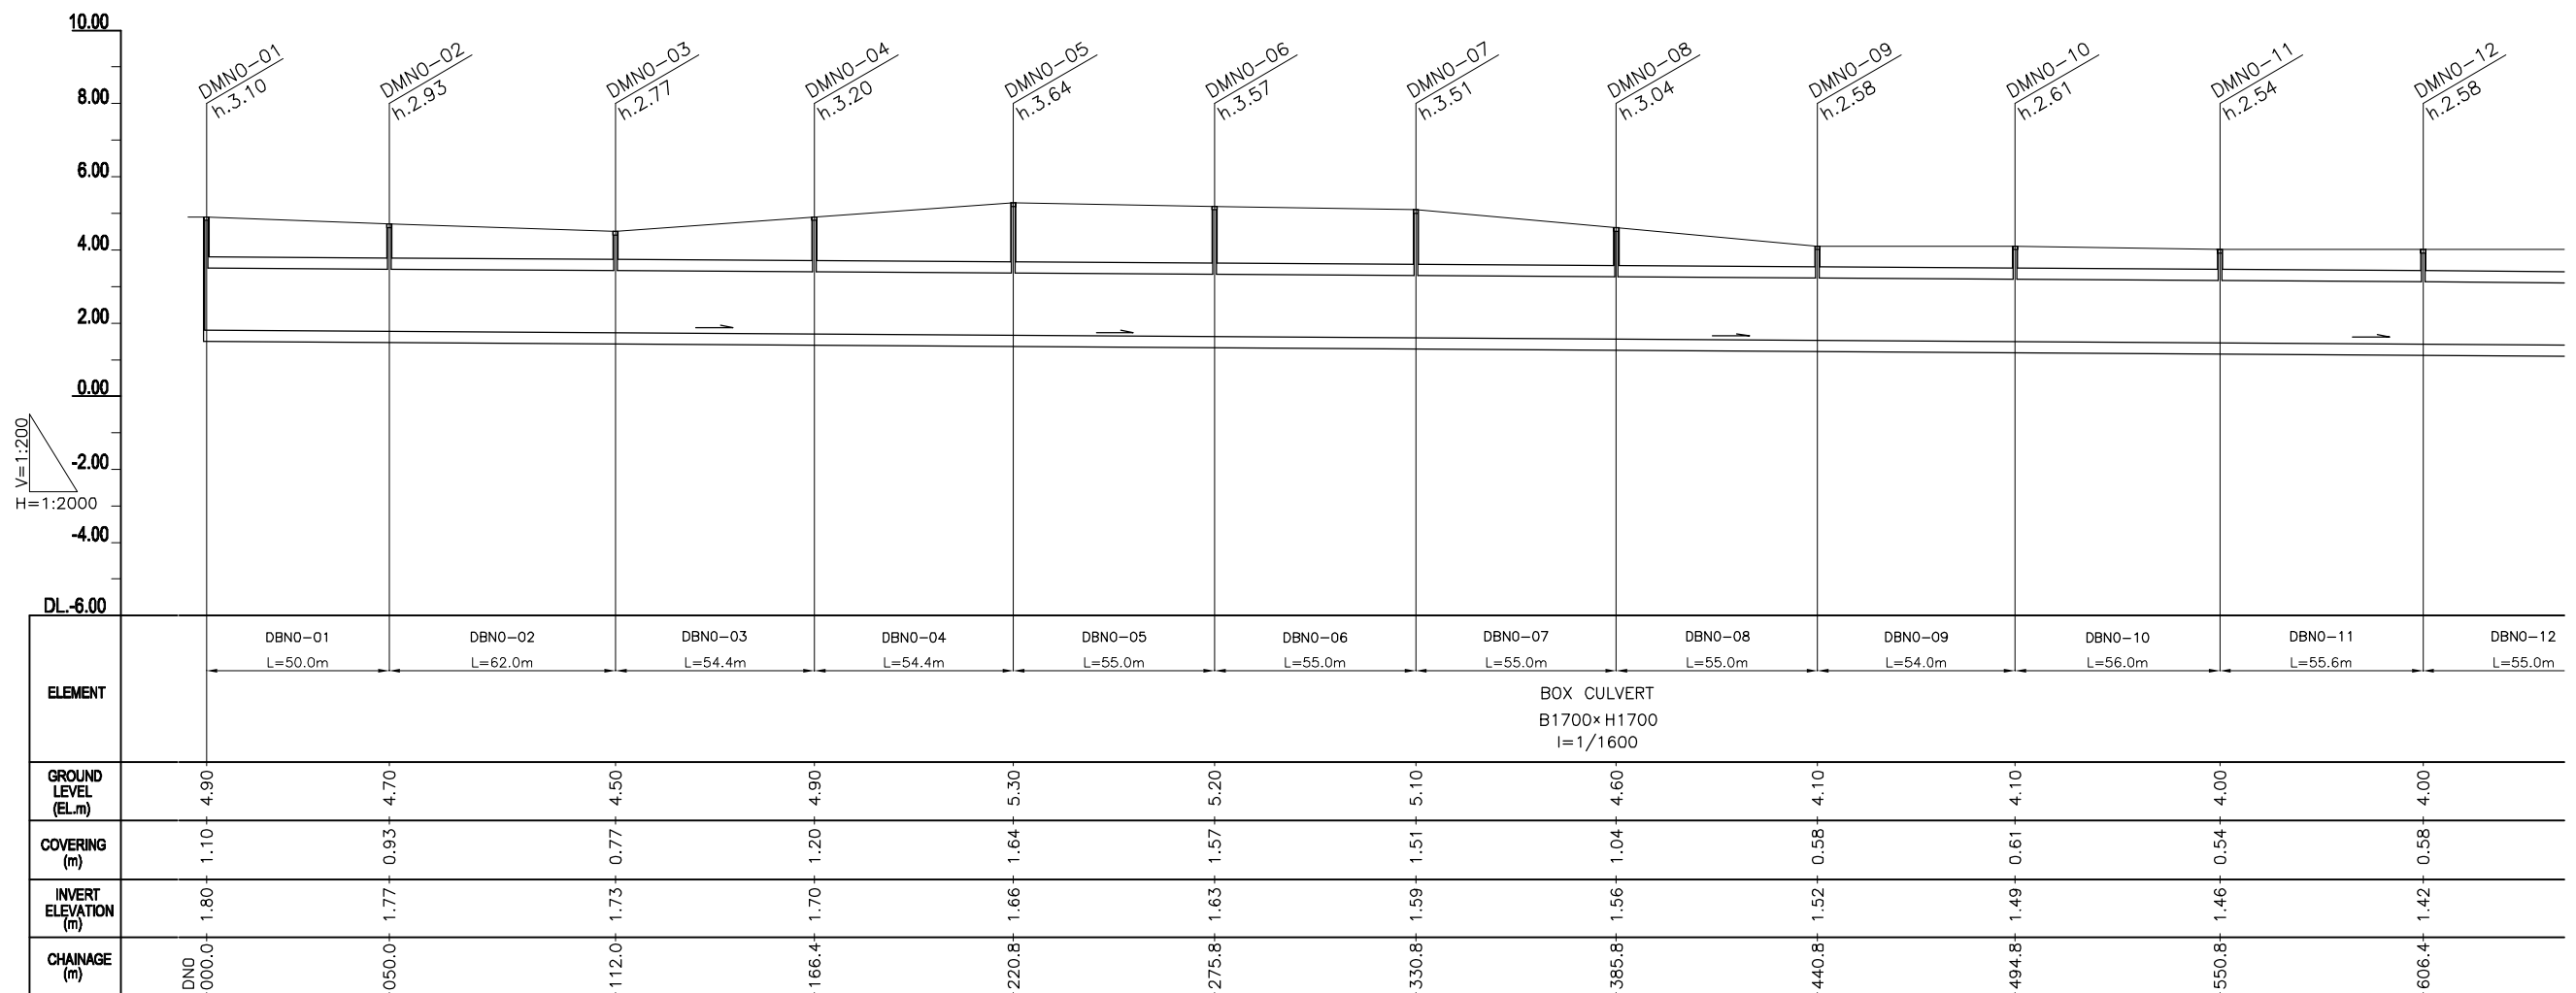 10.00
8.00
6.00
4.00
2.00
0.00
-2.00
-4.00
DL.-6.00
V=1:200
H=1:2000
DMN0-01
h.3.10
DMN0-02
h.2.93
DMN0-03
h.2.77
DMN0-04
h.3.20
DMN0-05
h.3.64
DMN0-06
h.3.57
DMN0-07
h.3.51
DMN0-08
h.3.04
DMN0-09
h.2.58
DMN0-10
h.2.61
DMN0-11
h.2.54
DMN0-12
h.2.58
ELEMENT
DBN0-01
L=50.0m
DBN0-02
L=62.0m
DBN0-03
L=54.4m
DBN0-04
L=54.4m
DBN0-05
L=55.0m
DBN0-06
L=55.0m
DBN0-07
L=55.0m
DBN0-08
L=55.0m
DBN0-09
L=54.0m
DBN0-10
L=56.0m
DBN0-11
L=55.6m
DBN0-12
L=55.0m
BOX CULVERT
B1700×H1700
I=1/1600
GROUND
LEVEL
(EL.m)
4.90
4.70
4.50
4.90
5.30
5.20
5.10
4.60
4.10
4.10
4.00
4.00
COVERING
(m)
1.10
0.93
0.77
1.20
1.64
1.57
1.51
1.04
0.58
0.61
0.54
0.58
INVERT
ELEVATION
(m)
1.80
1.77
1.73
1.70
1.66
1.63
1.59
1.56
1.52
1.49
1.46
1.42
CHAINAGE
(m)
DN0
000.0
050.0
112.0
166.4
220.8
275.8
330.8
385.8
440.8
494.8
550.8
606.4